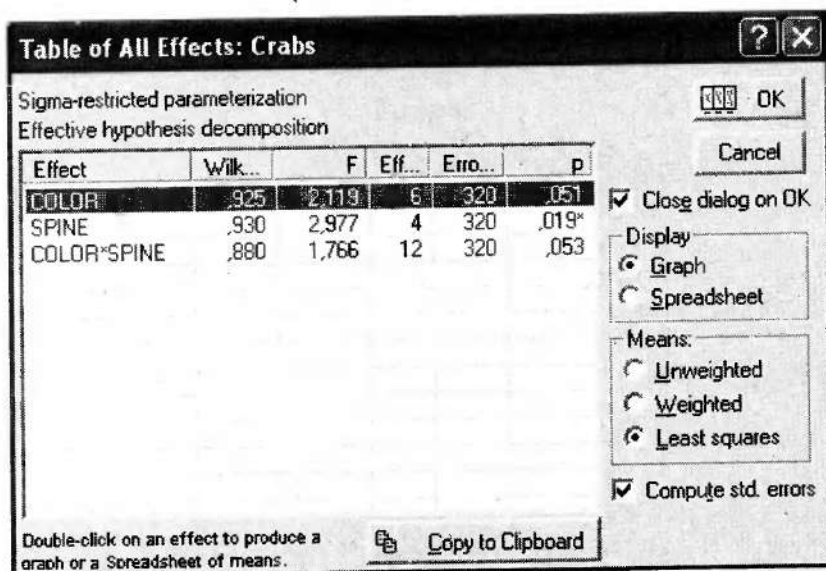 Table of All Effects: Crabs
Sigma-restricted parameterization
Effective hypothesis decomposition
Effect Wilk... F Eff... Erro... p
COLOR ,925 2,119 6 320 ,051
SPINE ,930 2,977 4 320 ,019*
COLOR*SPINE ,880 1,766 12 320 ,053
Double-click on an effect to produce a
graph or a Spreadsheet of means.
Copy to Clipboard
OK
Cancel
Close dialog on OK
Display
Graph
Spreadsheet
Means:
Unweighted
Weighted
Least squares
Compute std. errors